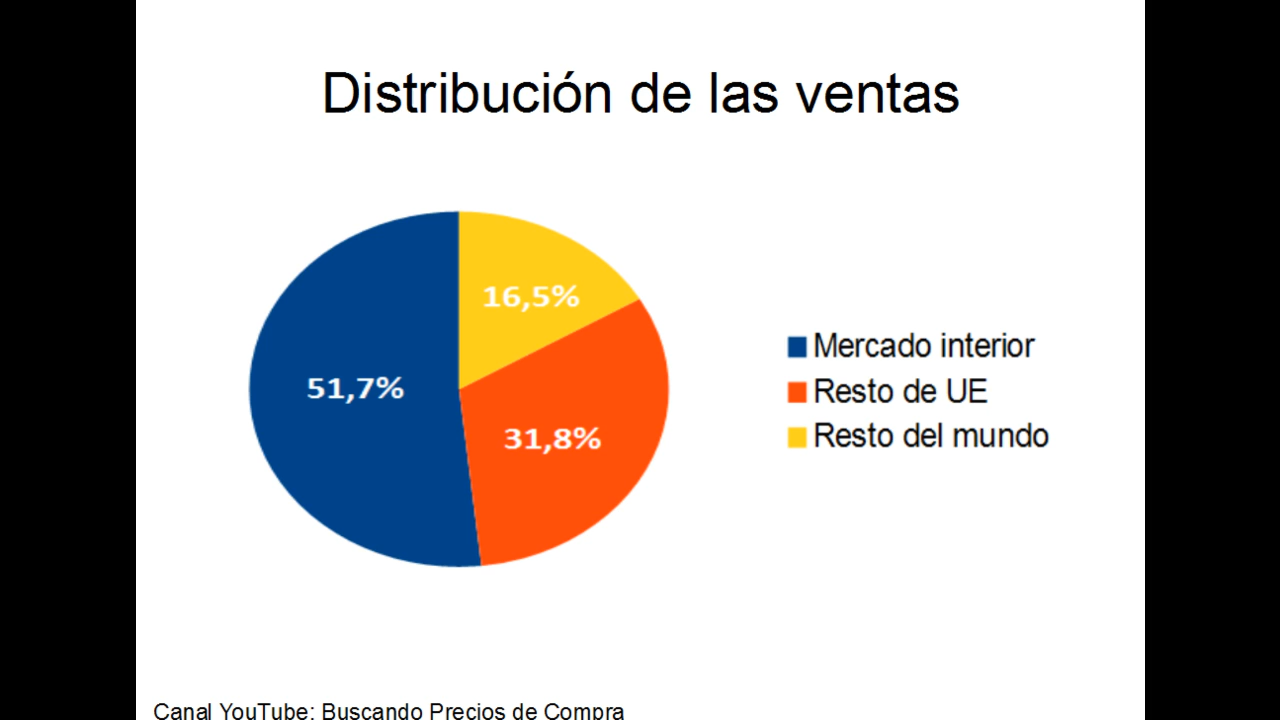 Distribución de las ventas
16,5%
51,7%
31,8%
Mercado interior
Resto de UE
Resto del mundo
Canal YouTube: Buscando Precios de Compra